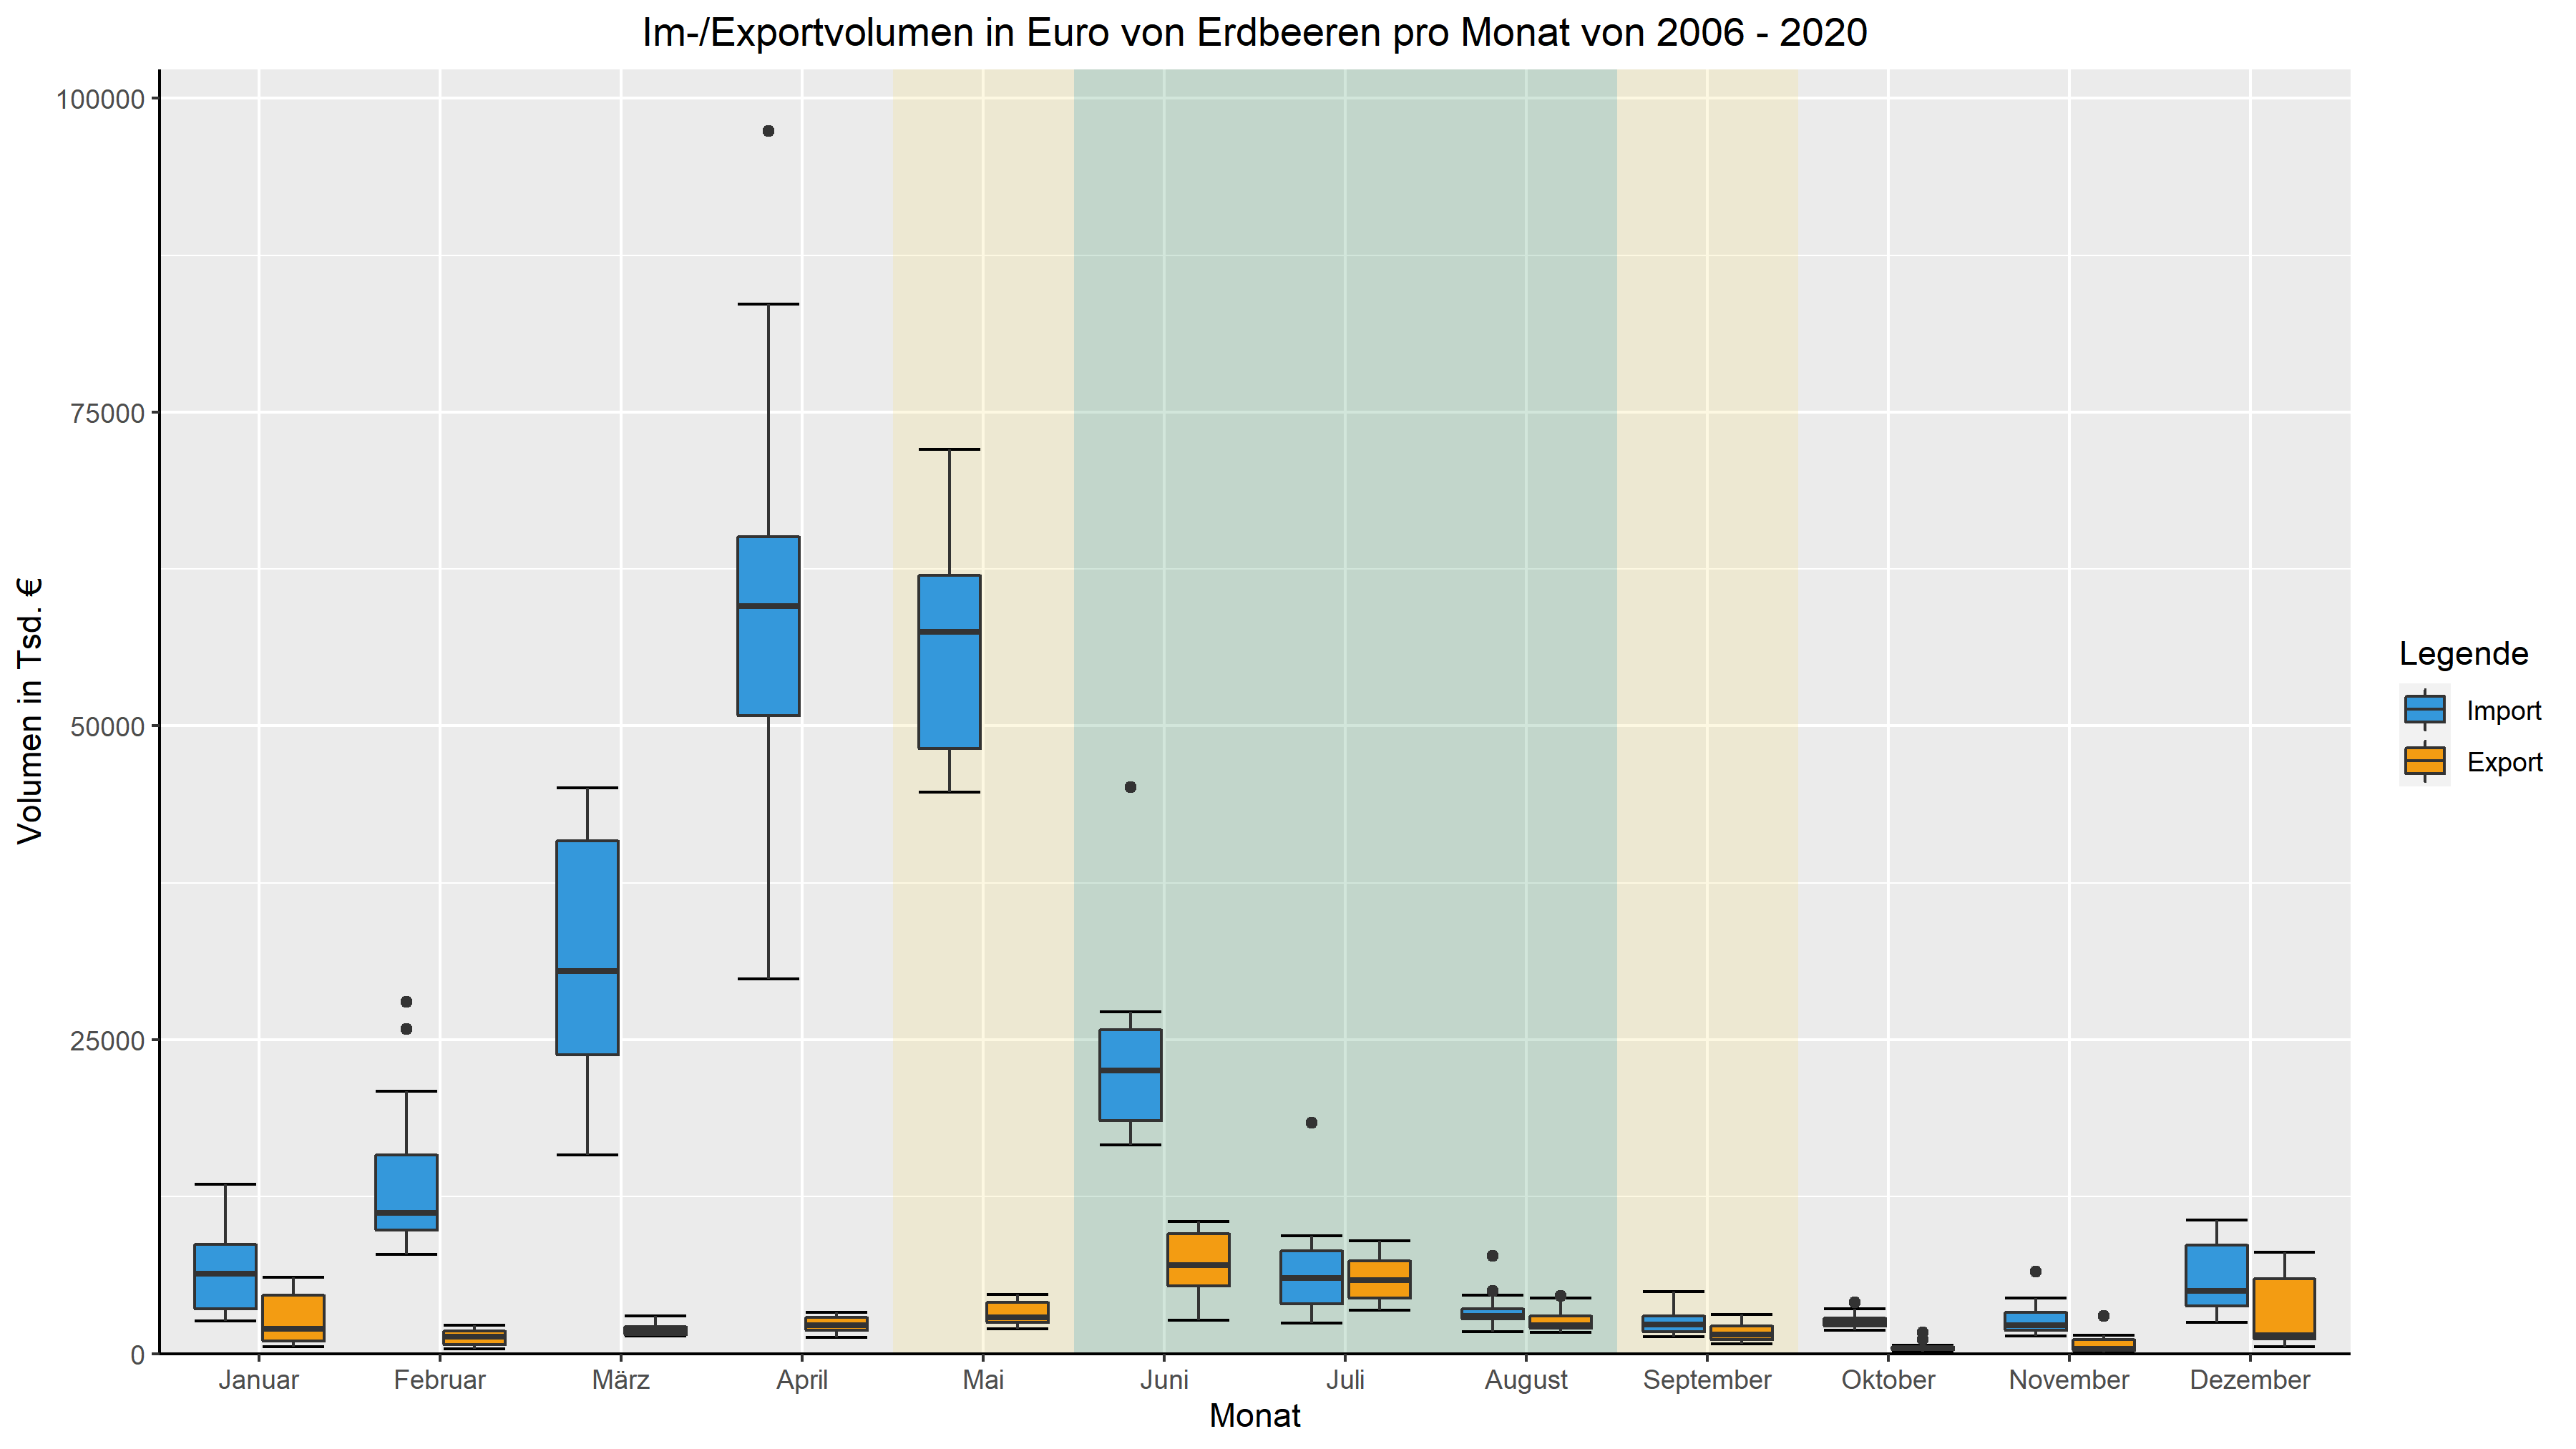 Im-/Exportvolumen in Euro von Erdbeeren pro Monat von 2006 - 2020
Volumen in Tsd. €
100000
75000
50000
25000
0
Januar Februar März April Mai Juni Juli August September Oktober November Dezember
Monat
Legende
Import
Export